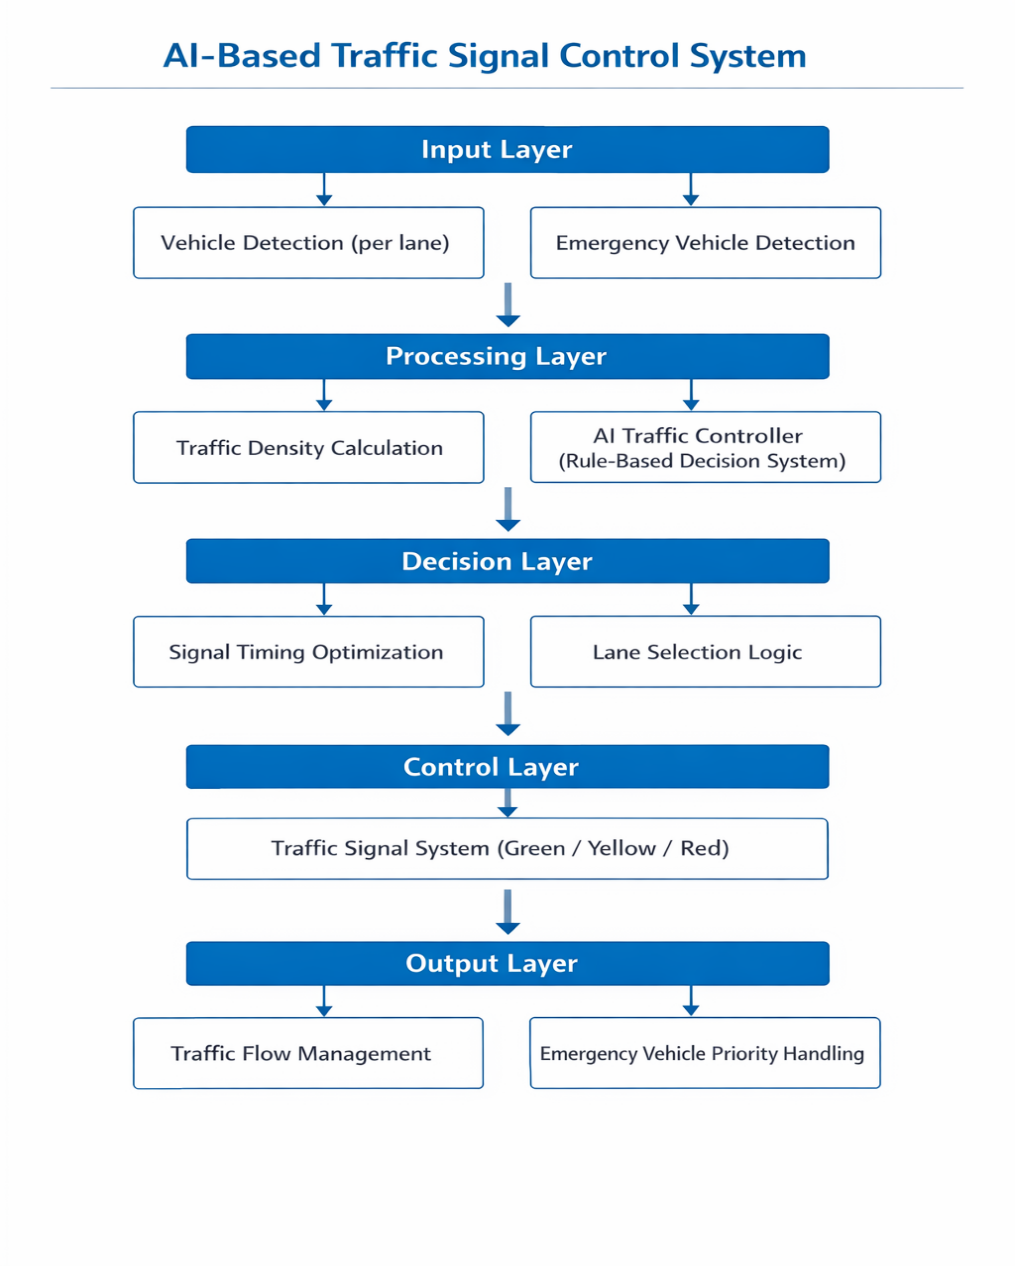 AI-Based Traffic Signal Control System
Input Layer
Vehicle Detection (per lane)
Emergency Vehicle Detection
Processing Layer
Traffic Density Calculation
AI Traffic Controller
(Rule-Based Decision System)
Decision Layer
Signal Timing Optimization
Lane Selection Logic
Control Layer
Traffic Signal System (Green / Yellow / Red)
Output Layer
Traffic Flow Management
Emergency Vehicle Priority Handling